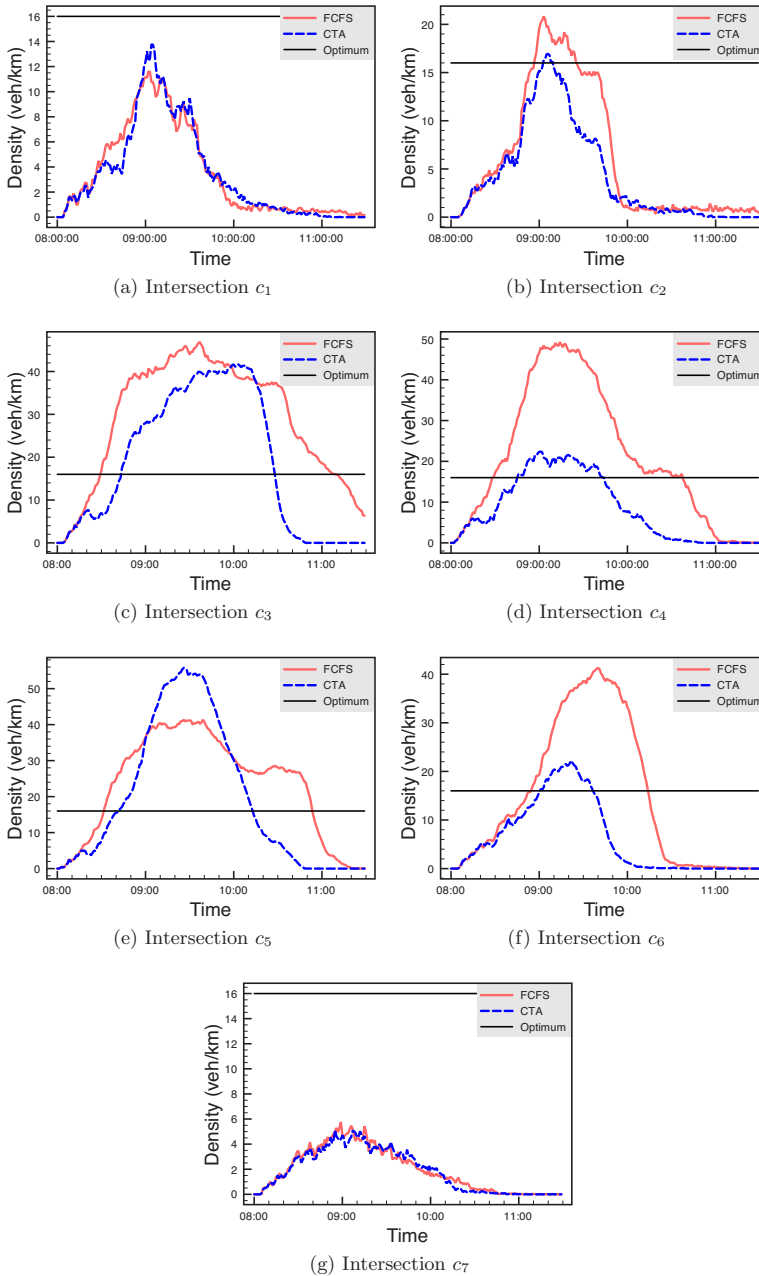 16
14
12
10
8
6
4
2
0
Density (veh/km)
08:00:00 09:00:00 10:00:00 11:00:00
Time
FCFS
CTA
Optimum
(a) Intersection c1
20
15
10
5
0
Density (veh/km)
08:00:00 09:00:00 10:00:00 11:00:00
Time
FCFS
CTA
Optimum
(b) Intersection c2
40
30
20
10
0
Density (veh/km)
08:00 09:00 10:00 11:00
Time
FCFS
CTA
Optimum
(c) Intersection c3
50
40
30
20
10
0
Density (veh/km)
08:00:00 09:00:00 10:00:00 11:00:00
Time
FCFS
CTA
Optimum
(d) Intersection c4
50
40
30
20
10
0
Density (veh/km)
08:00 09:00 10:00 11:00
Time
FCFS
CTA
Optimum
(e) Intersection c5
40
30
20
10
0
Density (veh/km)
08:00 09:00 10:00 11:00
Time
FCFS
CTA
Optimum
(f) Intersection c6
16
14
12
10
8
6
4
2
0
Density (veh/km)
08:00 09:00 10:00 11:00
Time
FCFS
CTA
Optimum
(g) Intersection c7